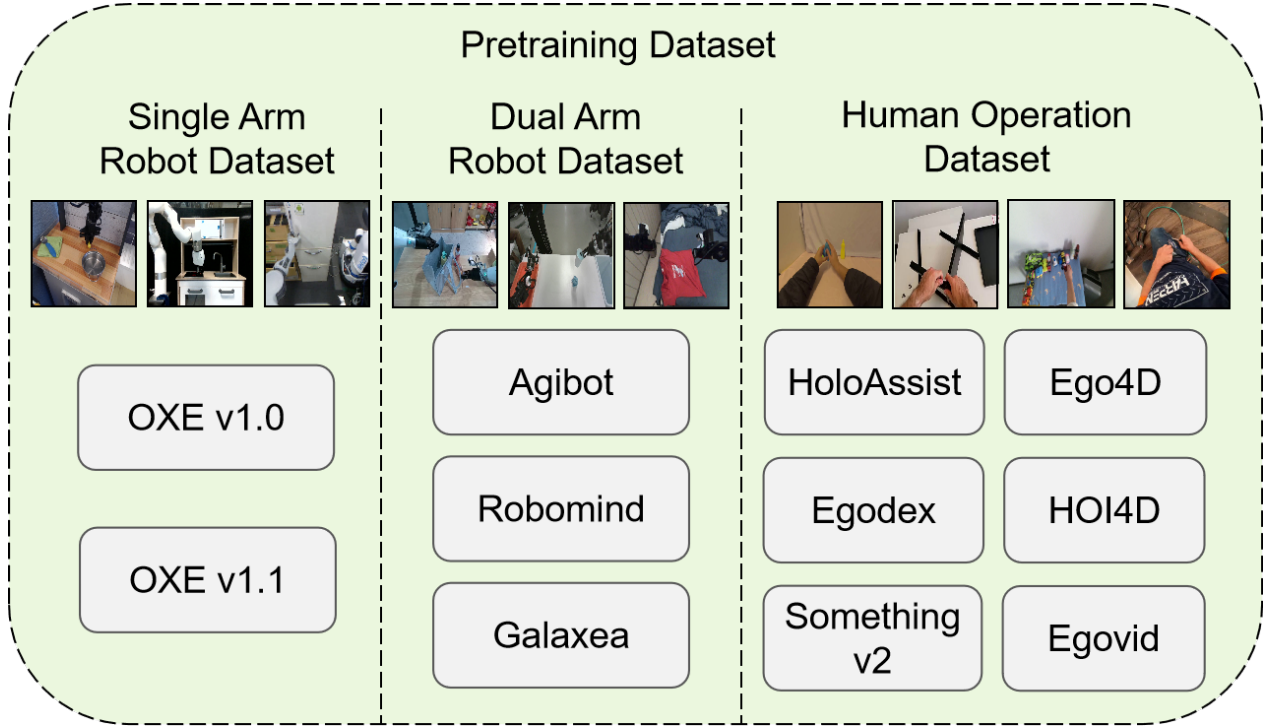 Pretraining Dataset
Single Arm
Robot Dataset
OXE v1.0
OXE v1.1
Dual Arm
Robot Dataset
Agibot
Robomind
Galaxea
Human Operation
Dataset
HoloAssist
Ego4D
Egodex
HOI4D
Something
v2
Egovid